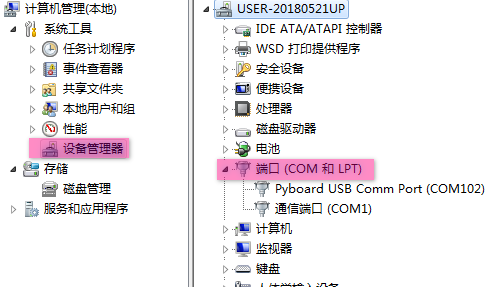 计算机管理(本地)
系统工具
任务计划程序
事件查看器
共享文件夹
本地用户和组
性能
设备管理器
存储
磁盘管理
服务和应用程序
USER-20180521UP
IDE ATA/ATAPI 控制器
WSD 打印提供程序
安全设备
便携设备
处理器
磁盘驱动器
电池
端口 (COM 和 LPT)
Pyboard USB Comm Port (COM102)
通信端口 (COM1)
计算机
监视器
键盘